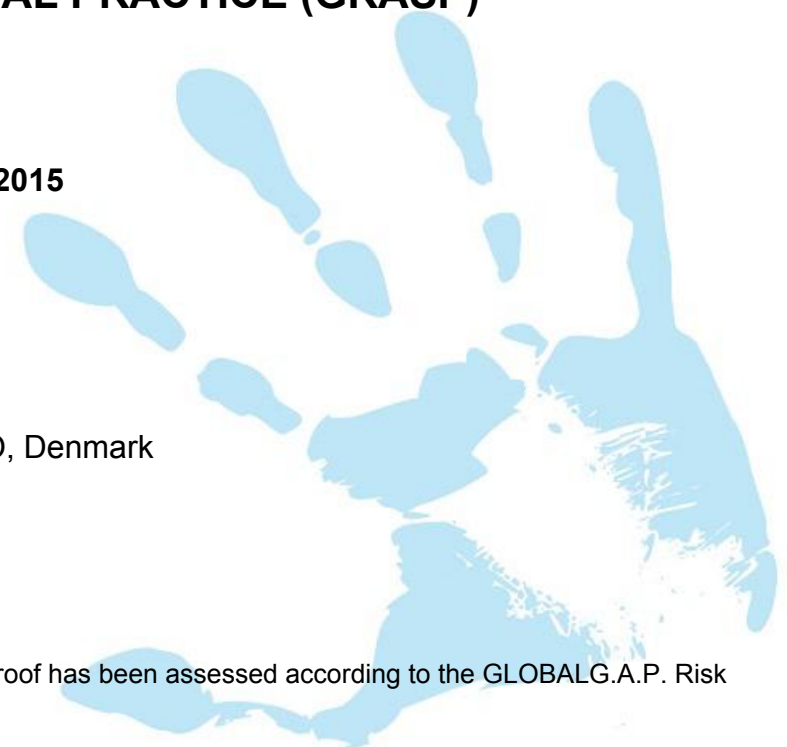 AL PRACTICE (GRASP)
2015
, Denmark
roof has been assessed according to the GLOBALG.A.P. Risk